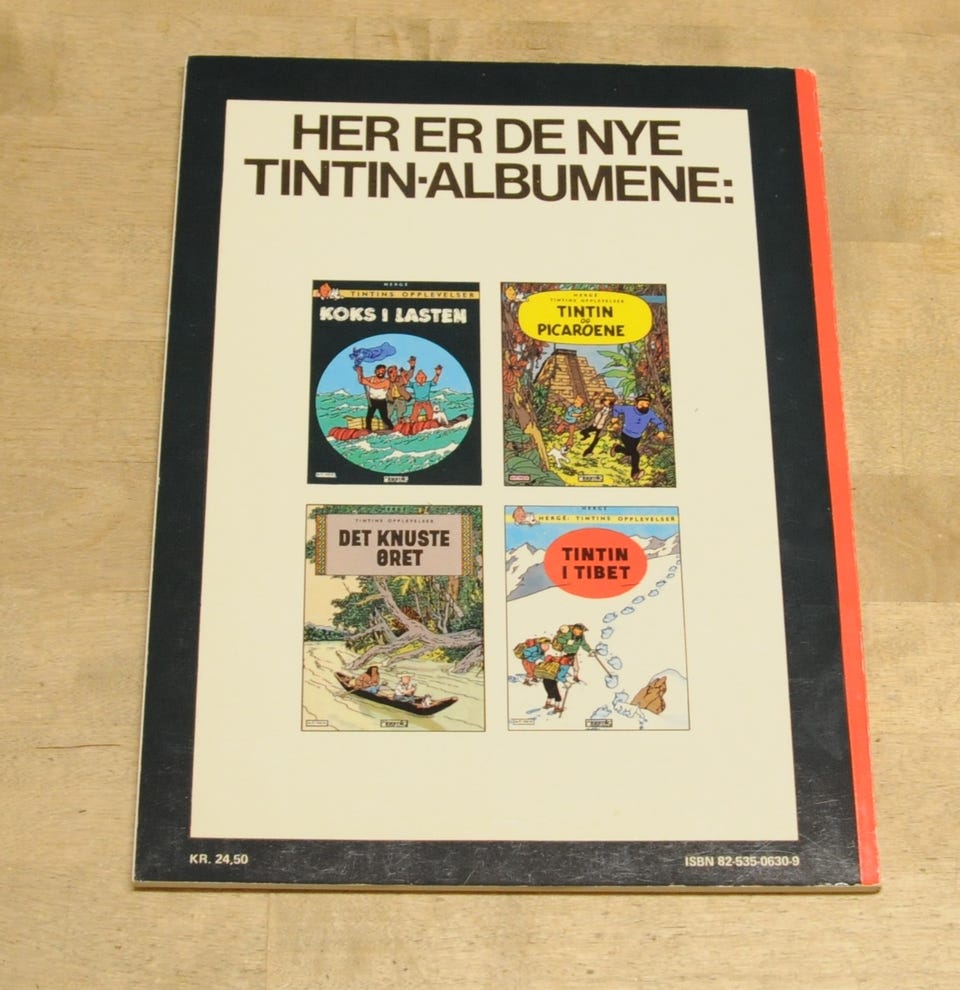 HER ER DE NYE
TINTIN-ALBUMENE:
HERGÉ
TINTINS OPPLEVELSER
KOKS I LASTEN
HERGÉ
TINTINS OPPLEVELSER
TINTIN
OG
PICAROENE
TINTINS OPPLEVELSER
DET KNUSTE
ØRET
HERGÉ
HERGÉ: TINTINS OPPLEVELSER
TINTIN
I TIBET
KR. 24,50
ISBN 82-535-0630-9